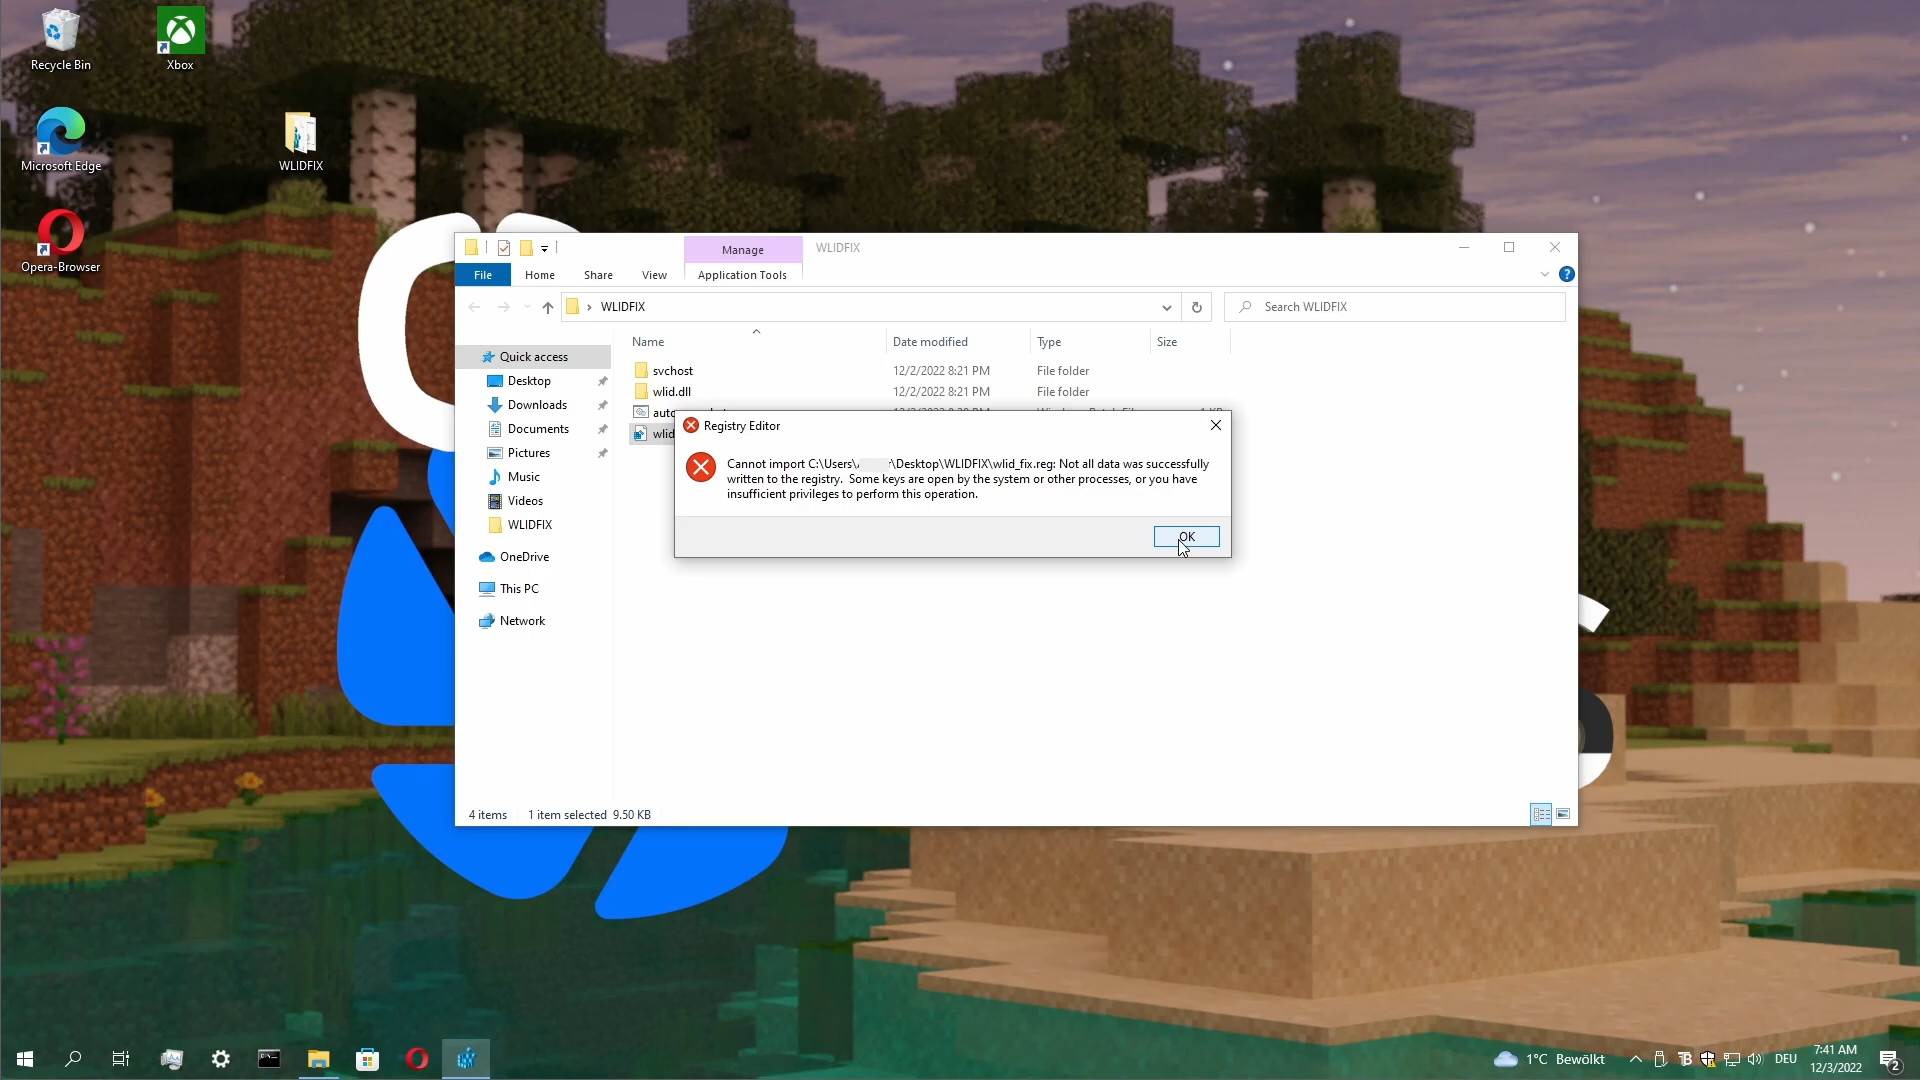 Recycle Bin
Xbox
Microsoft Edge
WLIDFIX
Opera-Browser
Manage
WLIDFIX
File
Home
Share
View
Application Tools
WLIDFIX
Search WLIDFIX
Name
Date modified
Type
Size
Quick access
Desktop
Downloads
Documents
Pictures
Music
Videos
WLIDFIX
OneDrive
This PC
Network
svchost
12/2/2022 8:21 PM
File folder
wlid.dll
12/2/2022 8:21 PM
File folder
Registry Editor
Cannot import C:\Users\ \Desktop\WLIDFIX\wlid_fix.reg: Not all data was successfully
written to the registry.  Some keys are open by the system or other processes, or you have
insufficient privileges to perform this operation.
OK
4 items
1 item selected  9.50 KB
1°C Bewölkt
DEU
7:41 AM
12/3/2022
2